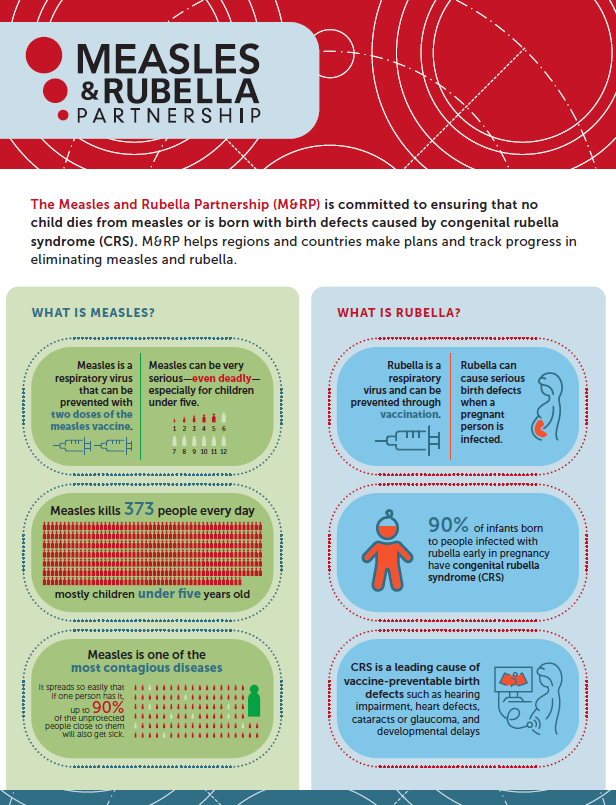 MEASLES
&RUBELLA
PARTNERSHIP
The Measles and Rubella Partnership (M&RP) is committed to ensuring that no
child dies from measles or is born with birth defects caused by congenital rubella
syndrome (CRS). M&RP helps regions and countries make plans and track progress in
eliminating measles and rubella.
WHAT IS MEASLES?
Measles is a
respiratory virus
that can be
prevented with
two doses of the
measles vaccine.
Measles can be very
serious—even deadly—
especially for children
under five.
1 2 3 4 5 6
7 8 9 10 11 12
Measles kills 373 people every day
mostly children under five years old
Measles is one of the
most contagious diseases
It spreads so easily that
if one person has it,
up to 90%
of the unprotected
people close to them
will also get sick.
WHAT IS RUBELLA?
Rubella is a
respiratory
virus and can be
prevented through
vaccination.
Rubella can
cause serious
birth defects
when a
pregnant
person is
infected.
90% of infants born
to people infected with
rubella early in pregnancy
have congenital rubella
syndrome (CRS)
CRS is a leading cause of
vaccine-preventable birth
defects such as hearing
impairment, heart defects,
cataracts or glaucoma, and
developmental delays